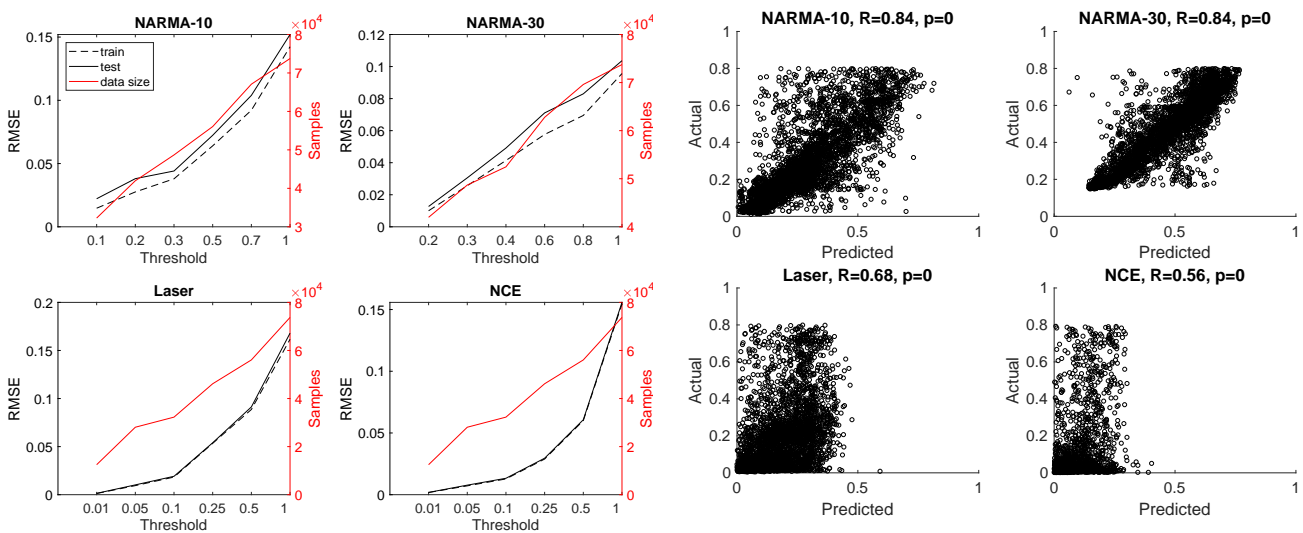 NARMA-10
×10⁴
0.15
0.1
0.05
0
RMSE
train
test
data size
8
7
6
5
4
3
Samples
0.1 0.2 0.3 0.5 0.7 1
Threshold
NARMA-30
×10⁴
0.12
0.1
0.08
0.06
0.04
0.02
0
RMSE
8
7
6
5
4
Samples
0.2 0.3 0.4 0.6 0.8 1
Threshold
NARMA-10, R=0.84, p=0
1
0.8
0.6
0.4
0.2
0
Actual
0 0.5 1
Predicted
NARMA-30, R=0.84, p=0
1
0.8
0.6
0.4
0.2
0
Actual
0 0.5 1
Predicted
Laser
×10⁴
0.2
0.15
0.1
0.05
0
RMSE
8
6
4
2
0
Samples
0.01 0.05 0.1 0.25 0.5 1
Threshold
NCE
×10⁴
0.15
0.1
0.05
0
RMSE
8
6
4
2
0
Samples
0.01 0.05 0.1 0.25 0.5 1
Threshold
Laser, R=0.68, p=0
1
0.8
0.6
0.4
0.2
0
Actual
0 0.5 1
Predicted
NCE, R=0.56, p=0
1
0.8
0.6
0.4
0.2
0
Actual
0 0.5 1
Predicted